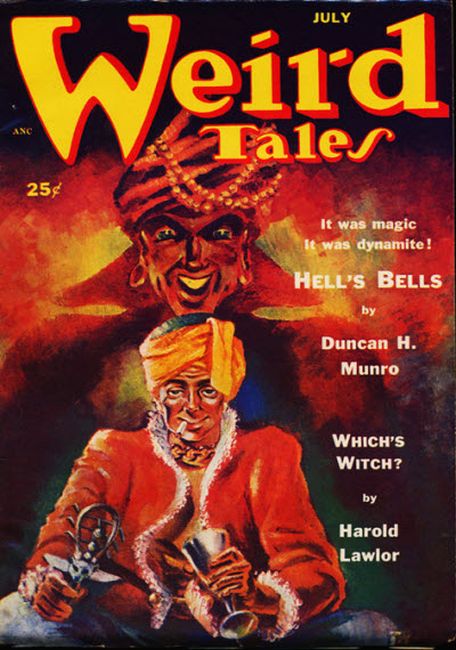 JULY
Weird
Tales
ANC
25¢
It was magic
It was dynamite!
HELL'S BELLS
by
Duncan H.
Munro
WHICH'S
WITCH?
by
Harold
Lawlor